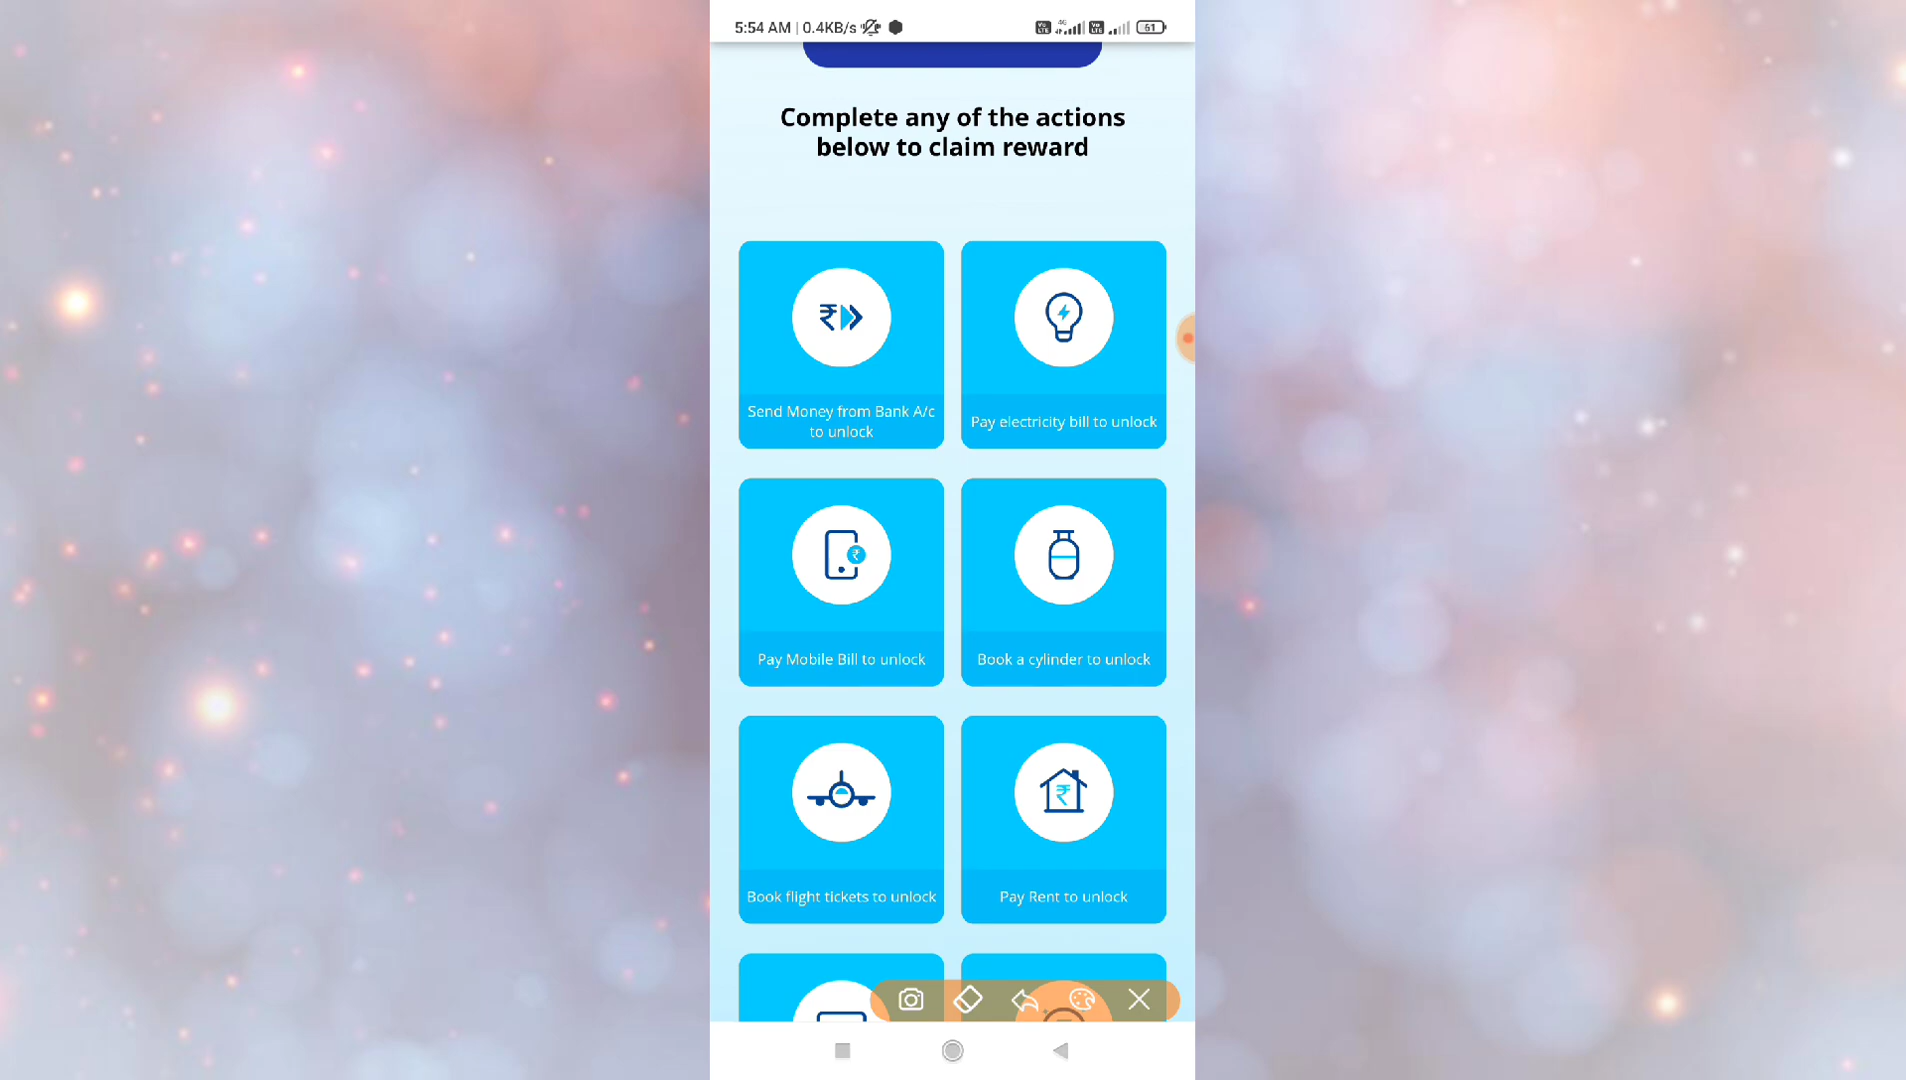 5:54 AM | 0.4KB/s
4G
61
Complete any of the actions
below to claim reward
₹
Send Money from Bank A/c
to unlock
Pay electricity bill to unlock
₹
Pay Mobile Bill to unlock
Book a cylinder to unlock
₹
Book flight tickets to unlock
Pay Rent to unlock